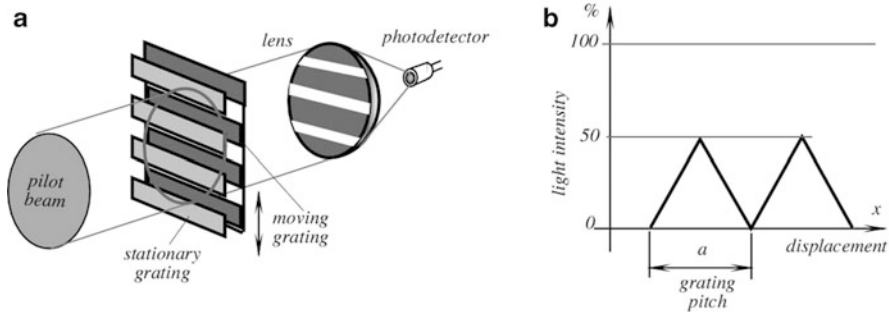 a
lens
photodetector
pilot
beam
stationary
grating
moving
grating
b
%
100
50
0
light intensity
x
displacement
a
grating
pitch